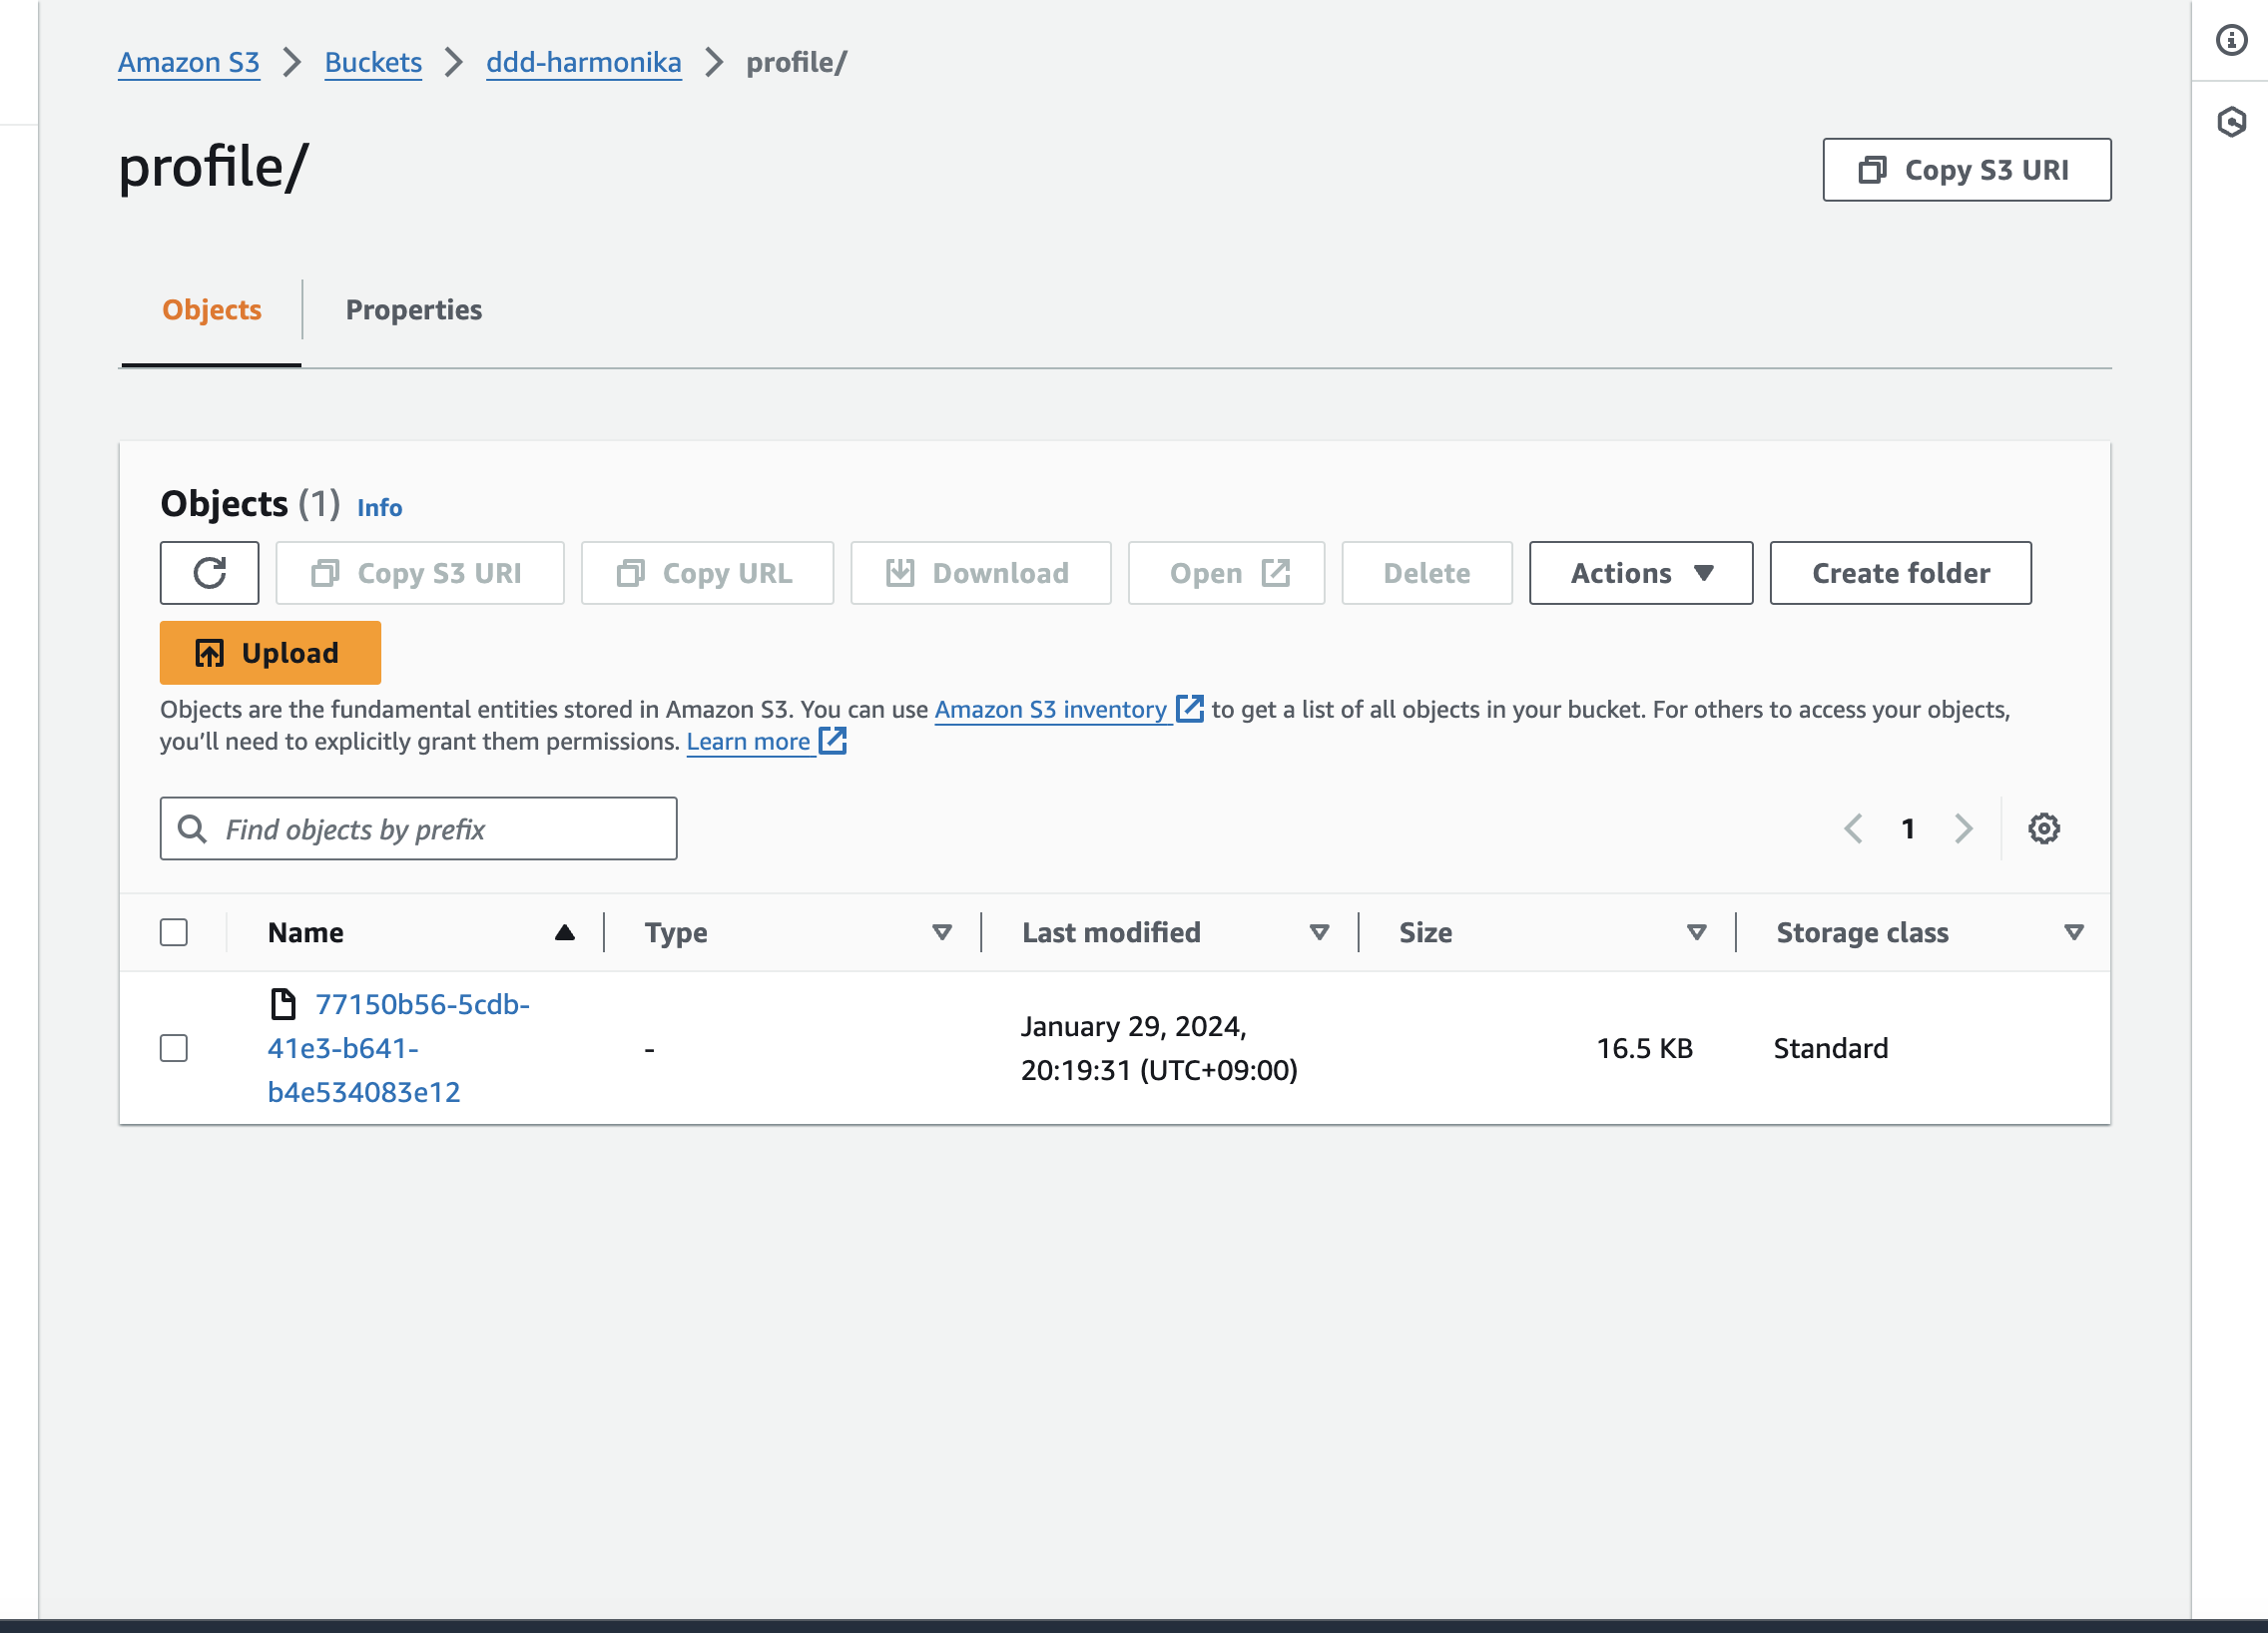 Amazon S3 > Buckets > ddd-harmonika > profile/
profile/
Copy S3 URI
Objects
Properties
Objects (1) Info
Copy S3 URI
Copy URL
Download
Open
Delete
Actions
Create folder
Upload
Objects are the fundamental entities stored in Amazon S3. You can use Amazon S3 inventory to get a list of all objects in your bucket. For others to access your objects,
you’ll need to explicitly grant them permissions. Learn more
Find objects by prefix
1
Name
Type
Last modified
Size
Storage class
77150b56-5cdb-
41e3-b641-
b4e534083e12
-
January 29, 2024,
20:19:31 (UTC+09:00)
16.5 KB
Standard